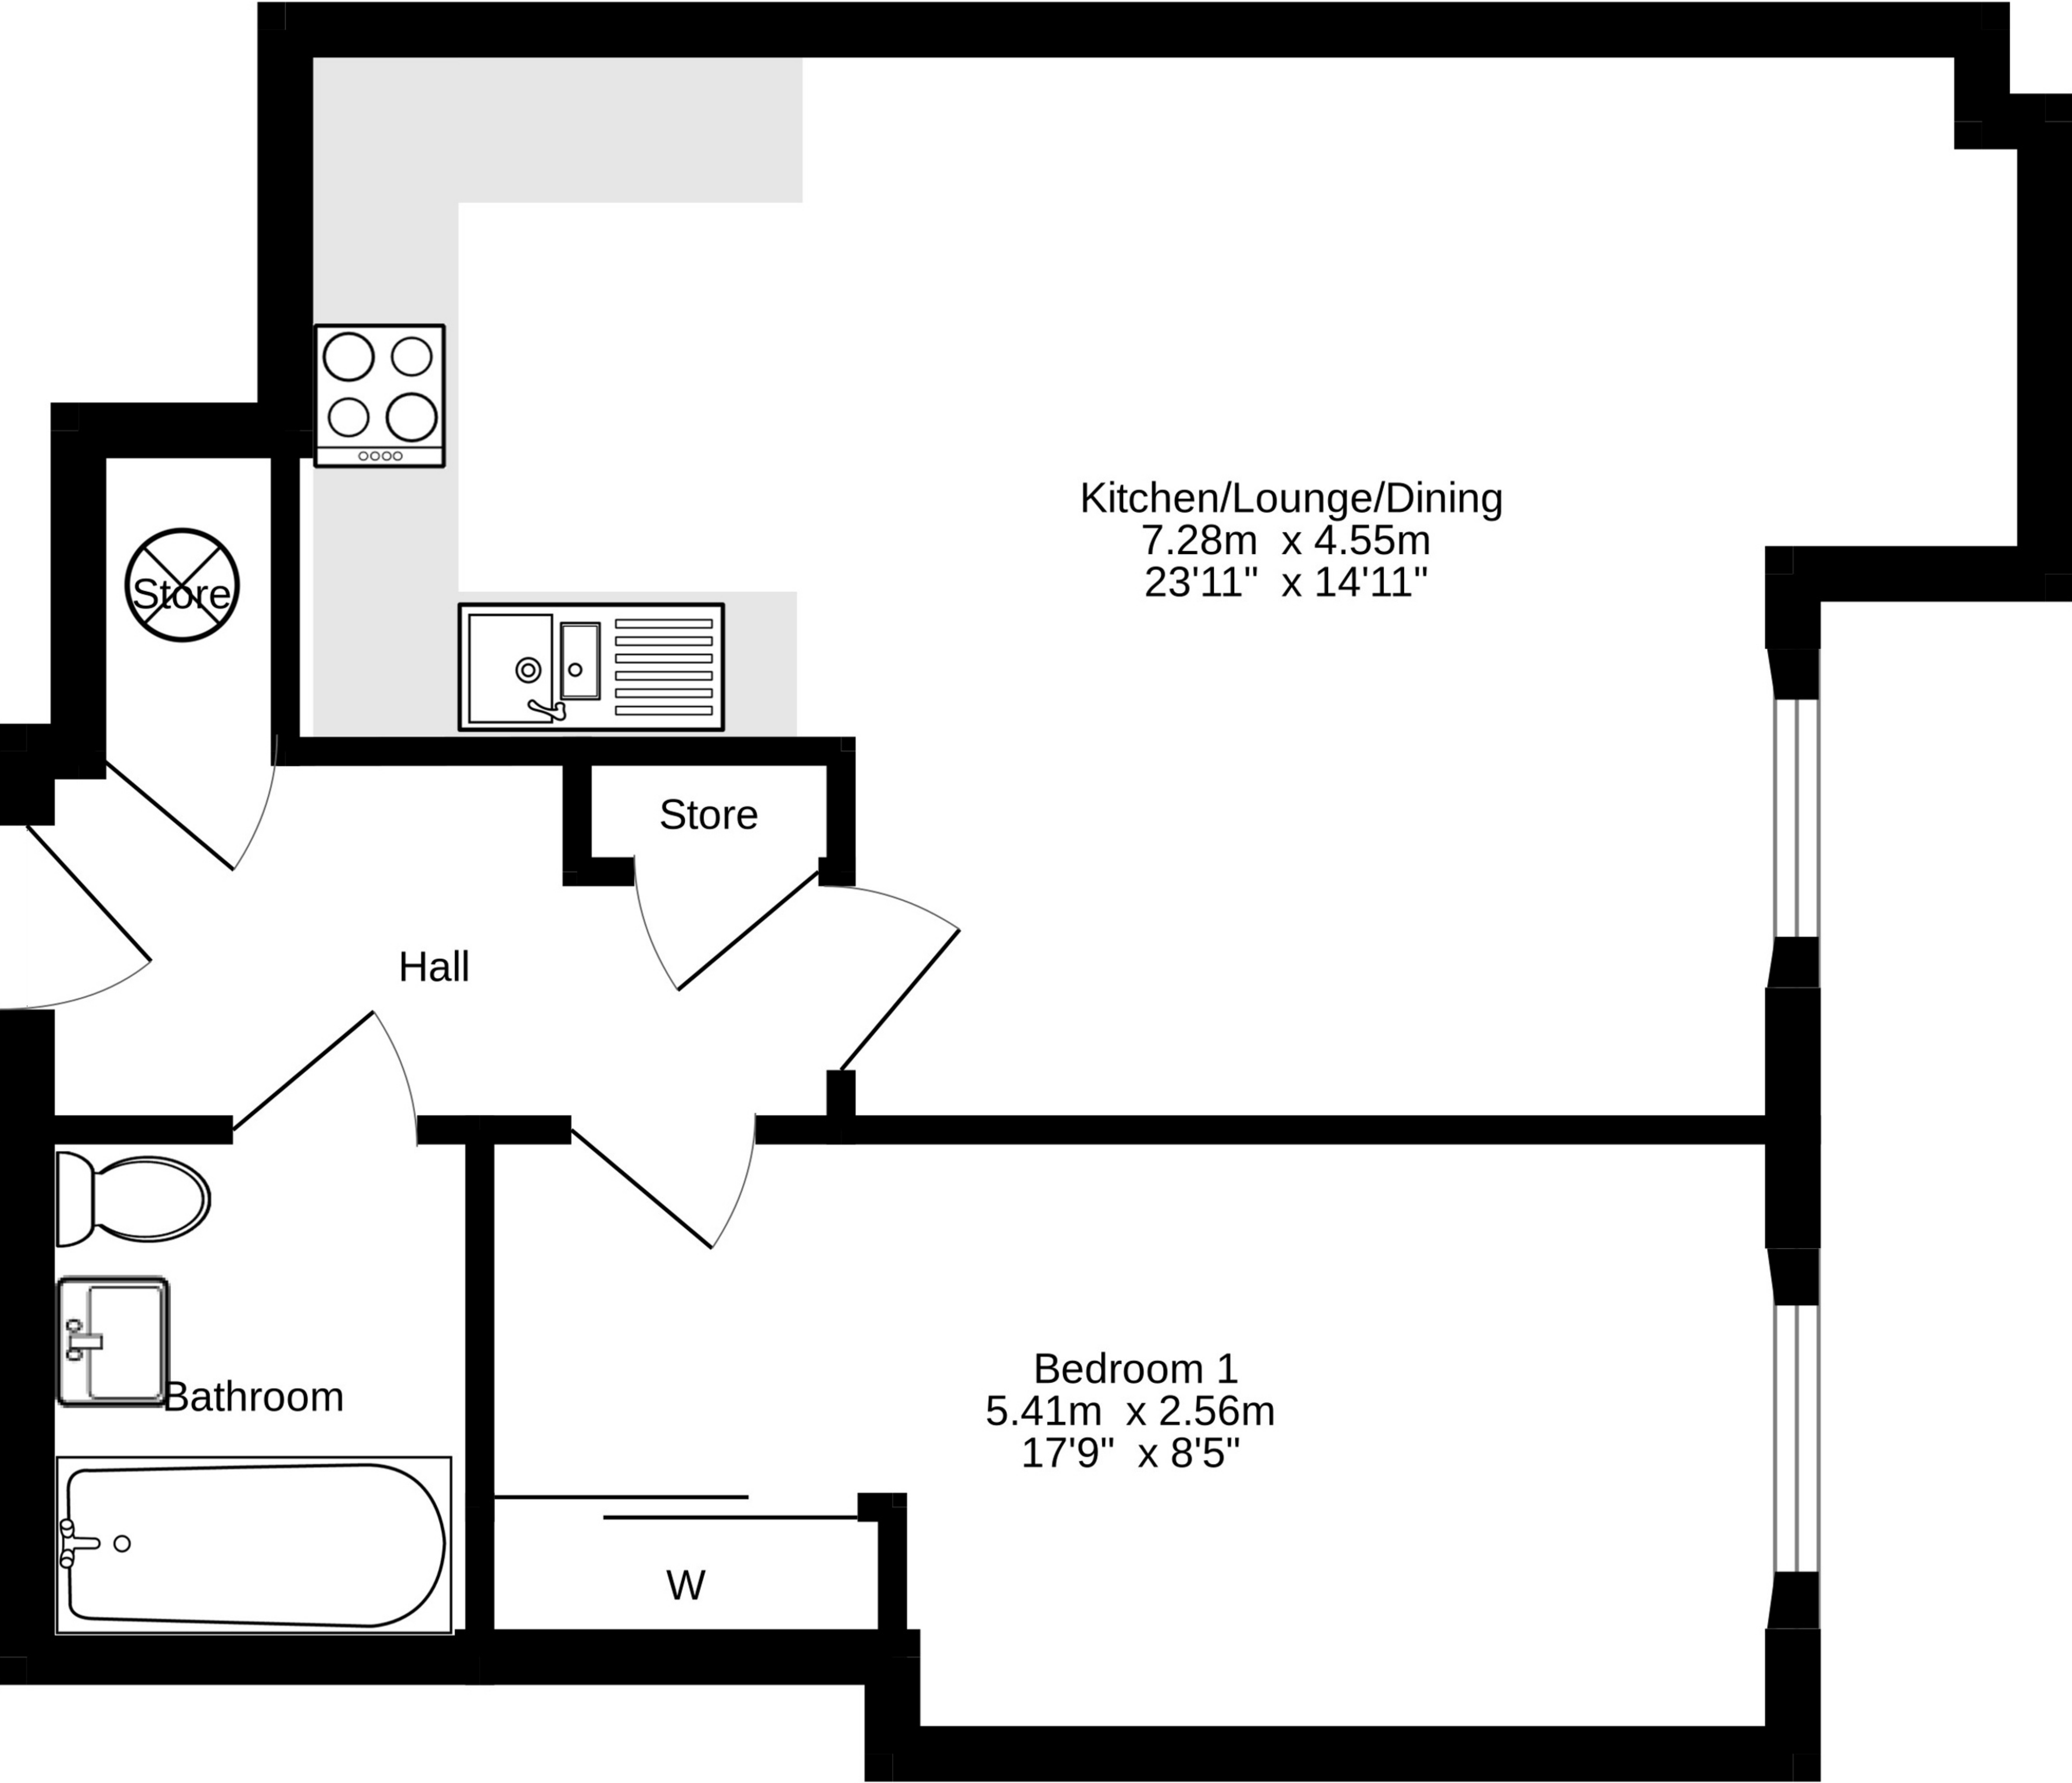 Kitchen/Lounge/Dining
7.28m x 4.55m
23'11" x 14'11"
Store
Store
Hall
Bedroom 1
5.41m x 2.56m
17'9" x 8'5"
Bathroom
W